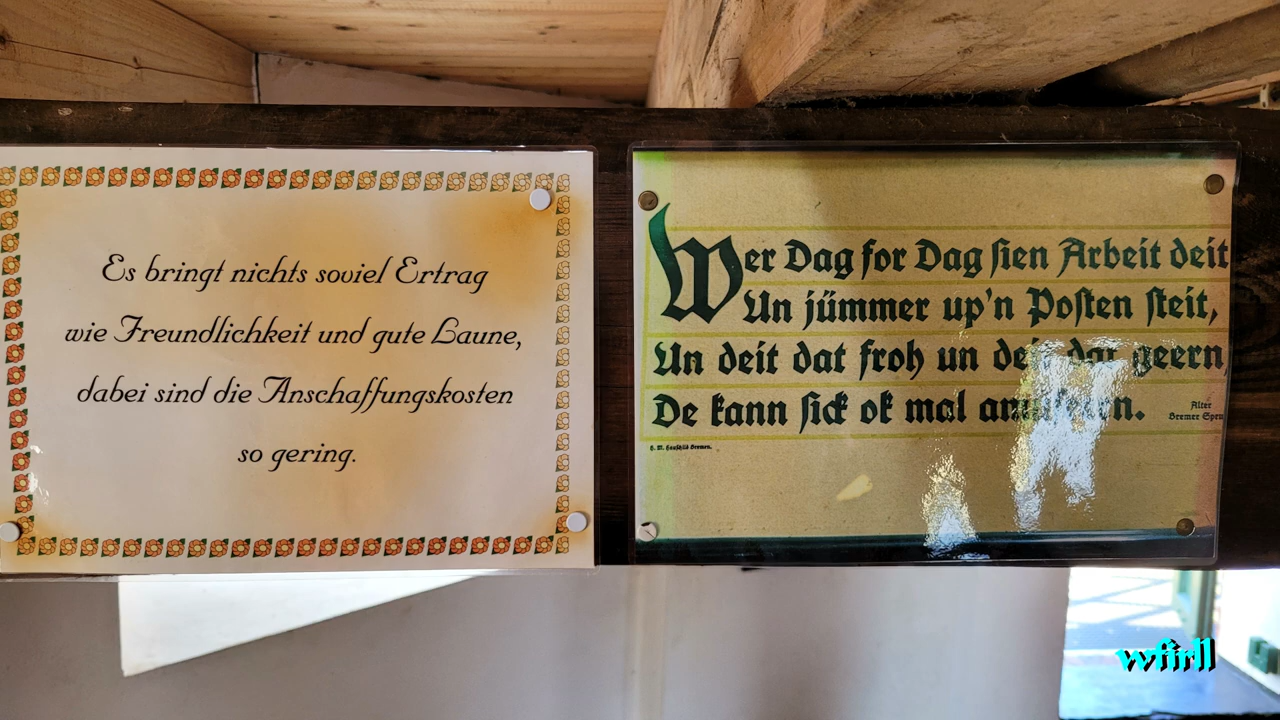 Es bringt nichts soviel Ertrag
wie Freundlichkeit und gute Laune,
dabei sind die Anschaffungskosten
so gering.
Wer Dag for Dag sien Arbeit deit
Un jümmer up'n Posten steit,
Un deit dat froh un deit dat geern,
De kann sick ok mal
Alter
Bremer
wfirll